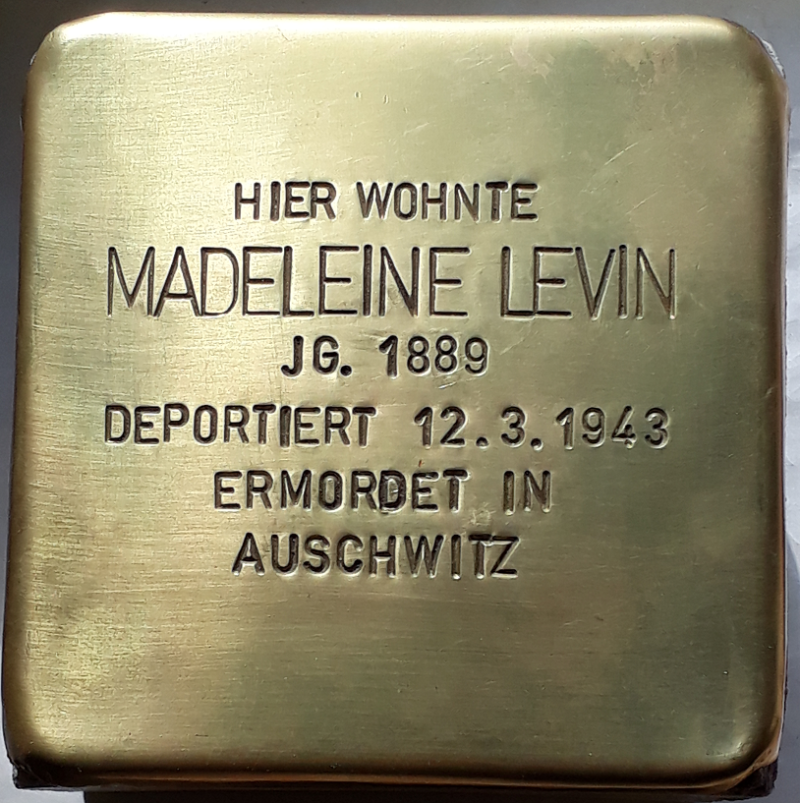 HIER WOHNTE
MADELEINE LEVIN
JG. 1889
DEPORTIERT 12.3.1943
ERMORDET IN
AUSCHWITZ